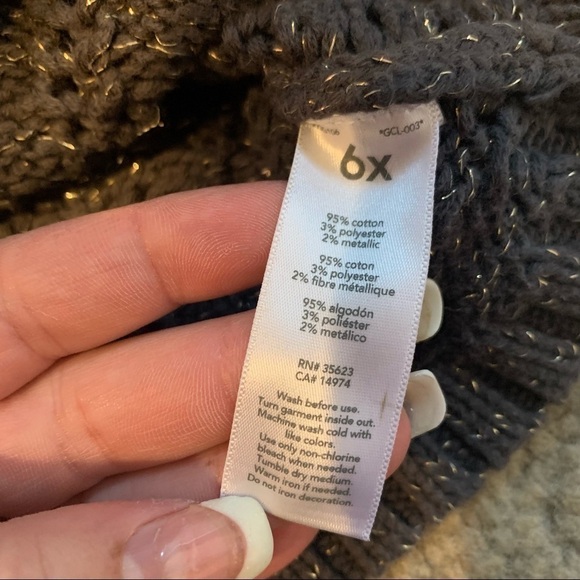 *GCL-003*
6x
95% cotton
3% polyester
2% metallic
95% coton
3% polyester
2% fibre métallique
95% algodón
3% poliéster
2% metálico
RN# 35623
CA# 14974
Wash before use.
Turn garment inside out.
Machine wash cold with
like colors.
Use only non-chlorine
bleach when needed.
Tumble dry medium.
Warm iron if needed.
Do not iron decoration.